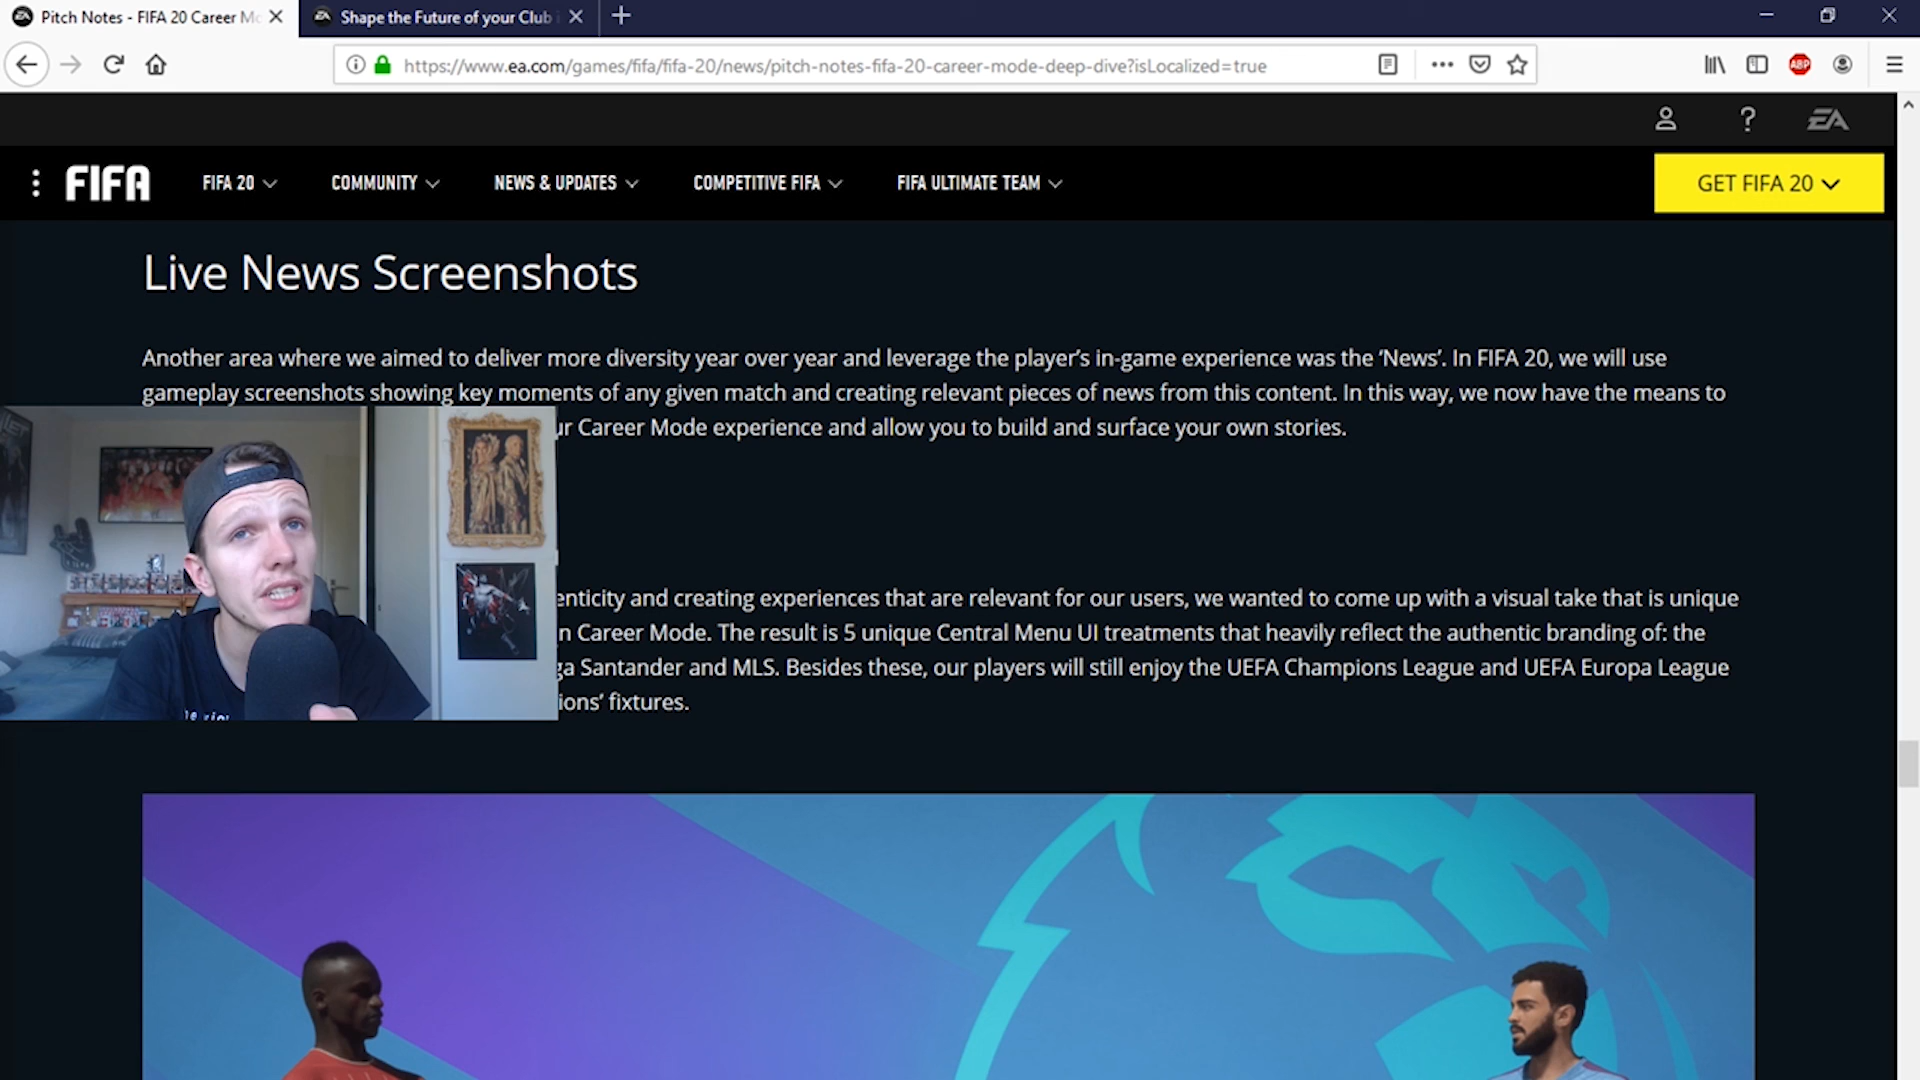 Pitch Notes - FIFA 20 Career Mo
Shape the Future of your Club i
https://www.ea.com/games/fifa/fifa-20/news/pitch-notes-fifa-20-career-mode-deep-dive?isLocalized=true
ABP
EA
FIFA
FIFA 20
COMMUNITY
NEWS & UPDATES
COMPETITIVE FIFA
FIFA ULTIMATE TEAM
GET FIFA 20
Live News Screenshots
Another area where we aimed to deliver more diversity year over year and leverage the player's in-game experience was the ‘News’. In FIFA 20, we will use
gameplay screenshots showing key moments of any given match and creating relevant pieces of news from this content. In this way, we now have the means to
ur Career Mode experience and allow you to build and surface your own stories.
enticity and creating experiences that are relevant for our users, we wanted to come up with a visual take that is unique
n Career Mode. The result is 5 unique Central Menu UI treatments that heavily reflect the authentic branding of: the
ga Santander and MLS. Besides these, our players will still enjoy the UEFA Champions League and UEFA Europa League
ions’ fixtures.